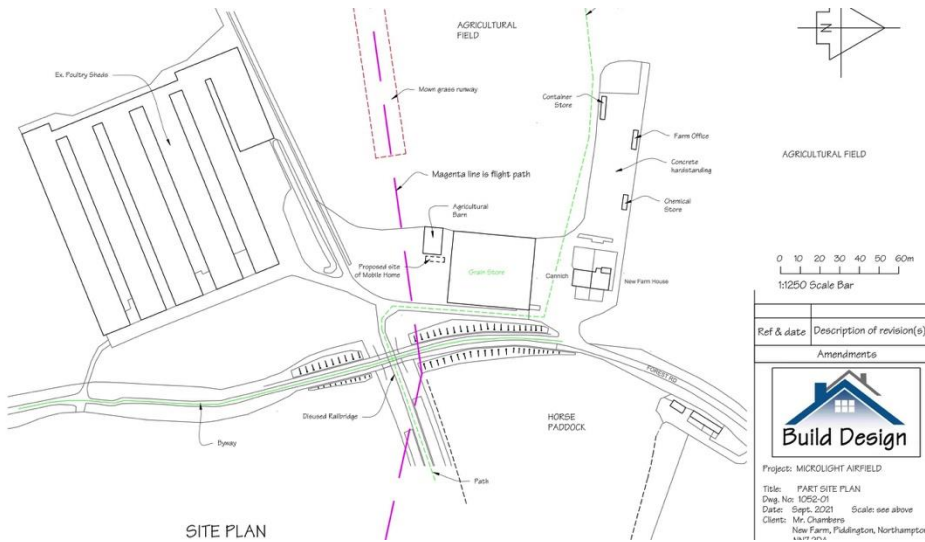 AGRICULTURAL
FIELD
Ex. Poultry Sheds
Mown grass runway
Container
Store
Farm Office
Concrete
hardstanding
AGRICULTURAL FIELD
Magenta line is flight path
Chemical
Store
Agricultural
Barn
Proposed site
of Mobile Home
Grain Store
Cannich
New Farm House
N
0 10 20 30 40 50 60m
1:1250 Scale Bar
Ref & date Description of revision(s)
Amendments
FOREST RD
Build Design
Disused Railbridge
HORSE
PADDOCK
Byway
Path
SITE PLAN
Project: MICROLIGHT AIRFIELD
Title: PART SITE PLAN
Dwg. No: 1052-01
Date: Sept. 2021 Scale: see above
Client: Mr. Chambers
New Farm, Piddington, Northampton